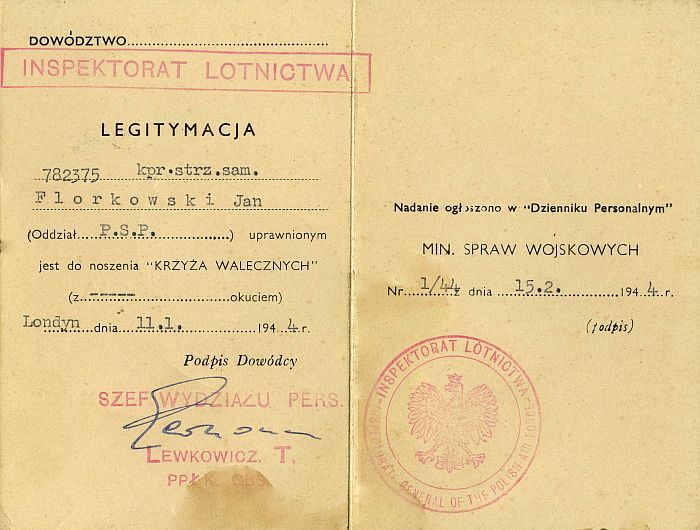 DOWÓDZTWO
INSPEKTORAT LOTNICTWA
LEGITYMACJA
782375 kpr.strz.sam.
Florkowski Jan
(Oddział P.S.P. ) uprawnionym
jest do noszenia "KRZYŻA WALECZNYCH"
(z ----- okuciem)
Londyn dnia 11.1. 1944 r.
Podpis Dowódcy
SZEF WYDZIAŁU PERS.
LEWKOWICZ. T.
PPŁK. OBS.
Nadanie ogłoszono w "Dzienniku Personalnym"
MIN. SPRAW WOJSKOWYCH
Nr. 1/44 z dnia 15.2. 1944 r.
(podpis)
INSPEKTORAT LOTNICTWA
INSPECTORATE GENERAL OF THE POLISH AIR FORCE